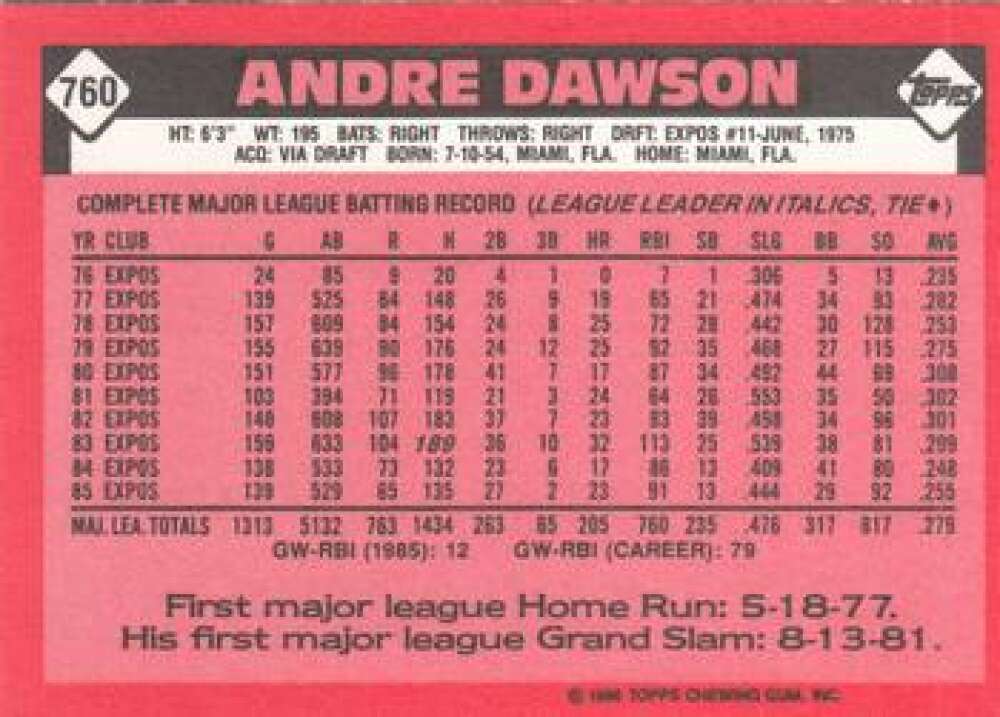 760 ANDRE DAWSON Topps
HT: 6'3" WT: 195 BATS: RIGHT THROWS: RIGHT DRFT: EXPOS #11-JUNE, 1975
ACQ: VIA DRAFT BORN: 7-10-54, MIAMI, FLA. HOME: MIAMI, FLA.
COMPLETE MAJOR LEAGUE BATTING RECORD (LEAGUE LEADER IN ITALICS, TIE♦)
YR CLUB G AB R H 2B 3B HR RBI SB SLG BB SO AVG
76 EXPOS 24 85 9 20 4 1 0 7 1 .306 5 13 .235
77 EXPOS 139 525 64 148 26 9 19 65 21 .474 34 93 .282
78 EXPOS 157 609 84 154 24 8 25 72 28 .442 30 128 .253
79 EXPOS 155 639 90 176 24 12 25 92 35 .468 27 115 .275
80 EXPOS 151 577 96 178 41 7 17 87 34 .492 44 69 .308
81 EXPOS 103 394 71 119 21 3 24 64 26 .553 35 50 .302
82 EXPOS 148 608 107 183 37 7 23 83 39 .498 34 96 .301
83 EXPOS 159 633 104 189 36 10 32 113 25 .539 38 81 .299
84 EXPOS 138 533 73 132 23 6 17 86 13 .409 41 80 .248
85 EXPOS 139 529 65 135 27 2 23 91 13 .444 29 92 .255
MAJ. LEA. TOTALS 1313 5132 763 1434 263 65 205 760 235 .476 317 817 .279
GW-RBI (1985): 12 GW-RBI (CAREER): 79
First major league Home Run: 5-18-77.
His first major league Grand Slam: 8-13-81.
© 1986 TOPPS CHEWING GUM, INC.